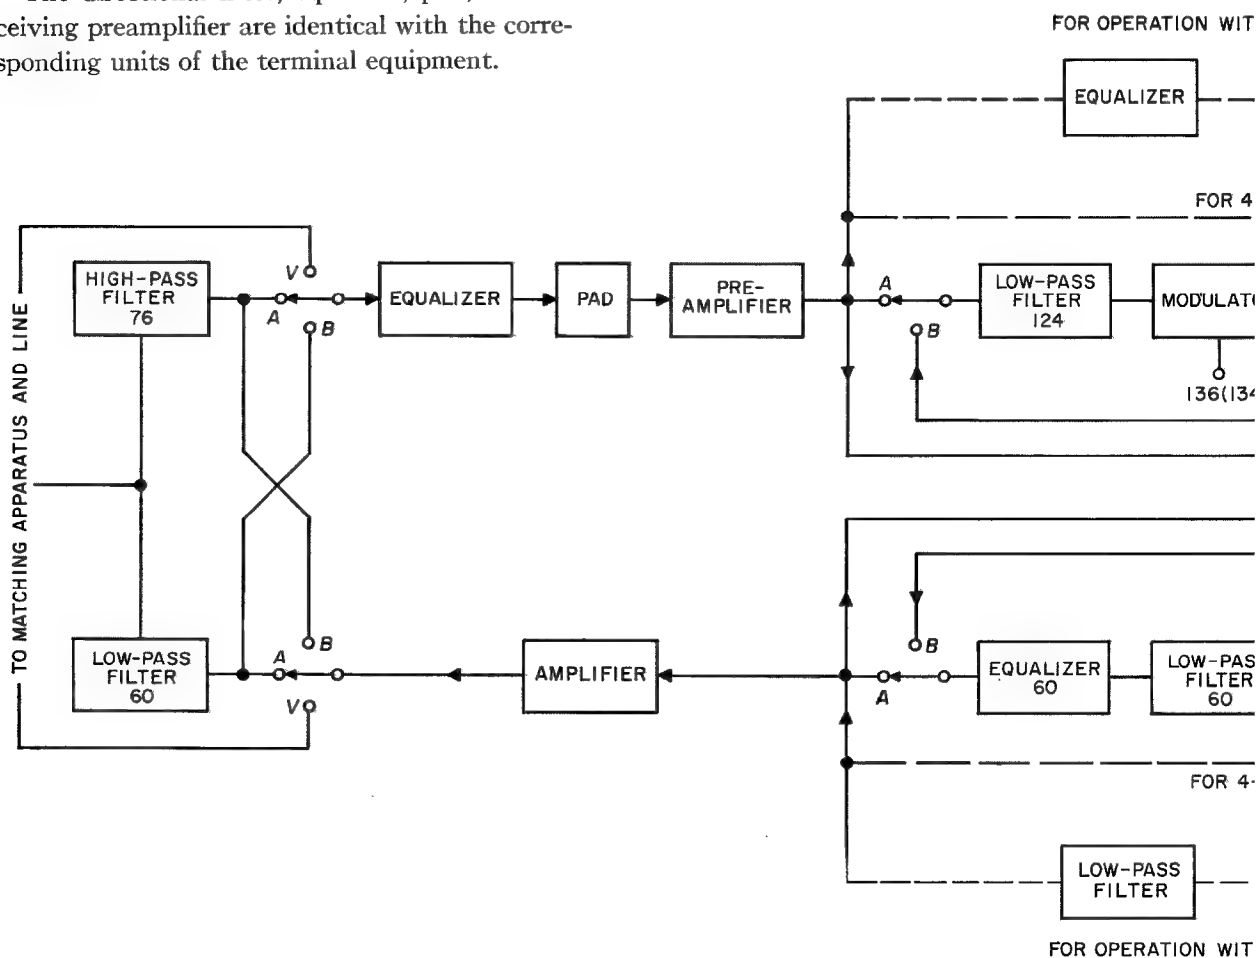 ceiving preamplifier are identical with the corre-
sponding units of the terminal equipment.
FOR OPERATION WIT
EQUALIZER
FOR 4
TO MATCHING APPARATUS AND LINE
HIGH-PASS
FILTER
76
V
A
B
EQUALIZER
PAD
PRE-
AMPLIFIER
A
B
LOW-PASS
FILTER
124
MODULATO
136(134
LOW-PASS
FILTER
60
A
B
V
AMPLIFIER
B
A
EQUALIZER
60
LOW-PAS
FILTER
60
FOR 4-
LOW-PASS
FILTER
FOR OPERATION WIT